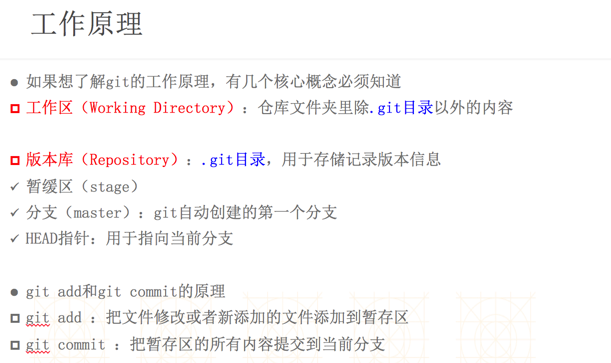 工作原理
如果想了解git的工作原理，有几个核心概念必须知道
工作区（Working Directory）：仓库文件夹里除.git目录以外的内容
版本库（Repository）：.git目录，用于存储记录版本信息
暂缓区（stage）
分支（master）：git自动创建的第一个分支
HEAD指针：用于指向当前分支
git add和git commit的原理
git add ：把文件修改或者新添加的文件添加到暂存区
git commit ：把暂存区的所有内容提交到当前分支